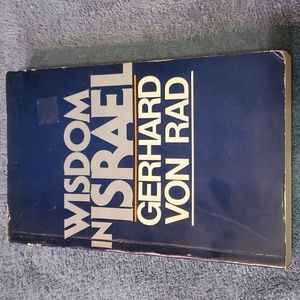 WISDOM
IN ISRAEL
GERHARD
VON RAD